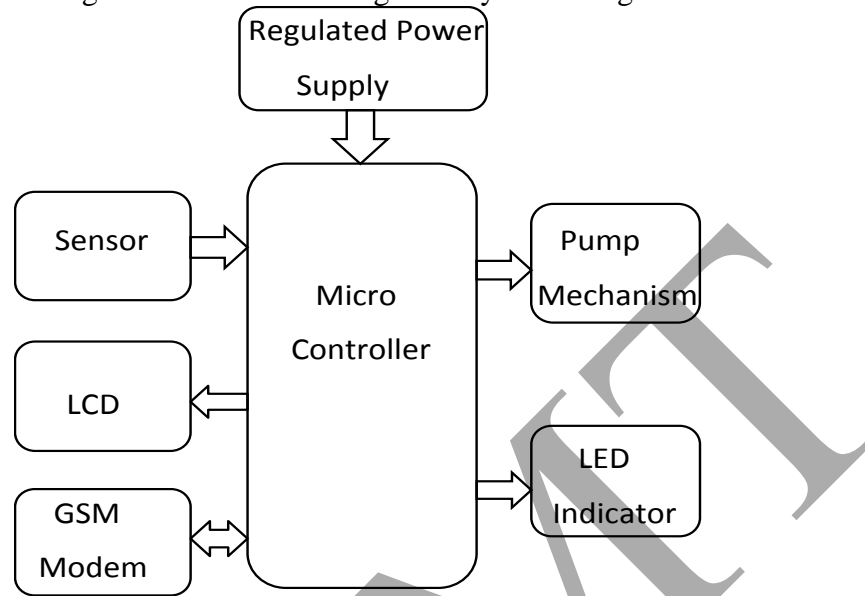 Regulated Power
Supply
Sensor
Pump
Mechanism
Micro
Controller
LCD
LED
Indicator
GSM
Modem